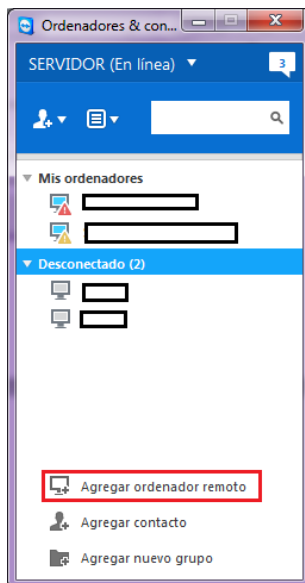 Ordenadores & con...
SERVIDOR (En línea)
3
Mis ordenadores
Desconectado (2)
Agregar ordenador remoto
Agregar contacto
Agregar nuevo grupo